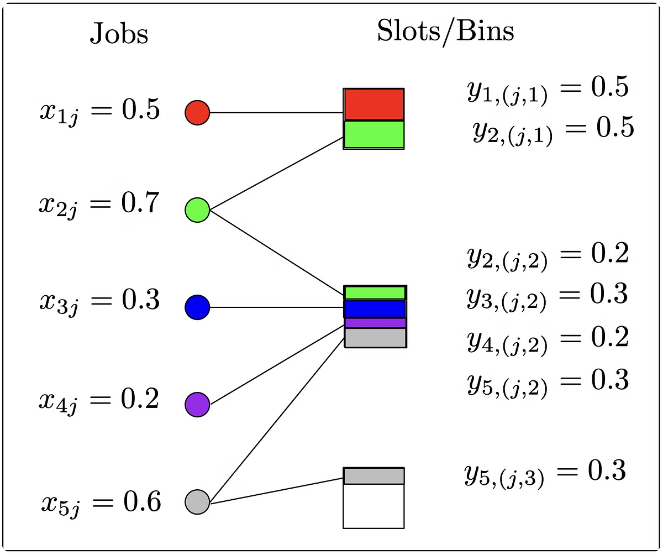 Jobs
Slots/Bins
x_{1j} = 0.5
y_{1,(j,1)} = 0.5
y_{2,(j,1)} = 0.5
x_{2j} = 0.7
y_{2,(j,2)} = 0.2
x_{3j} = 0.3
y_{3,(j,2)} = 0.3
y_{4,(j,2)} = 0.2
y_{5,(j,2)} = 0.3
x_{4j} = 0.2
y_{5,(j,3)} = 0.3
x_{5j} = 0.6